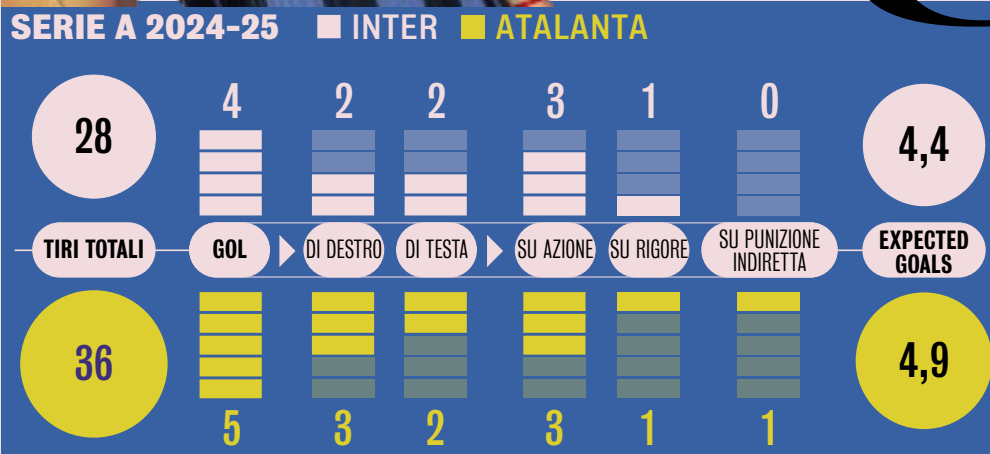 SERIE A 2024-25 INTER ATALANTA
28 4 2 2 3 1 0 4,4
TIRI TOTALI GOL DI DESTRO DI TESTA SU AZIONE SU RIGORE SU PUNIZIONE
INDIRETTA EXPECTED
GOALS
36 5 3 2 3 1 1 4,9